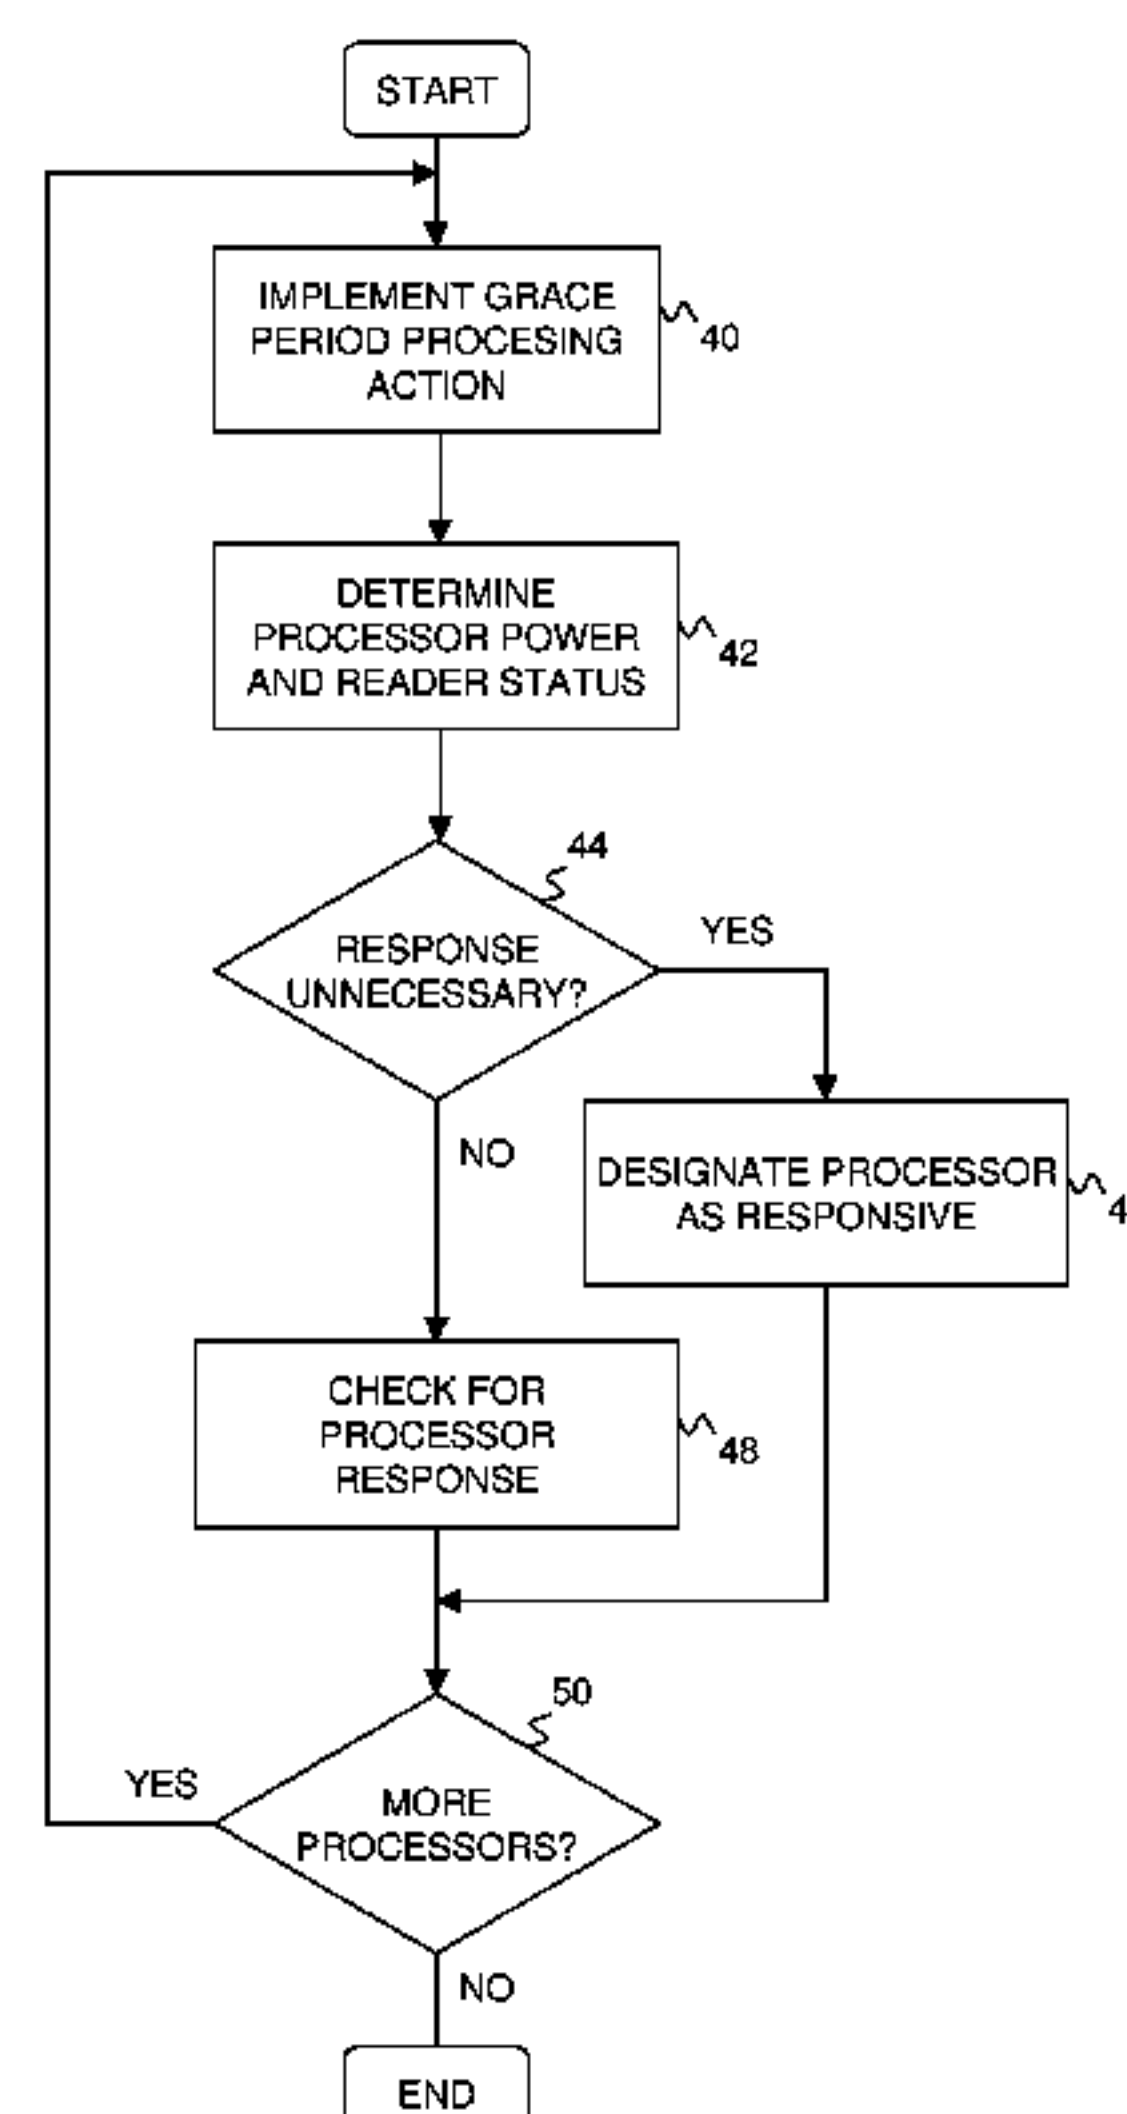 START
IMPLEMENT GRACE
PERIOD PROCESING
ACTION
40
DETERMINE
PROCESSOR POWER
AND READER STATUS
42
44
RESPONSE
UNNECESSARY?
YES
NO
DESIGNATE PROCESSOR
AS RESPONSIVE
4
CHECK FOR
PROCESSOR
RESPONSE
48
50
YES
MORE
PROCESSORS?
NO
END